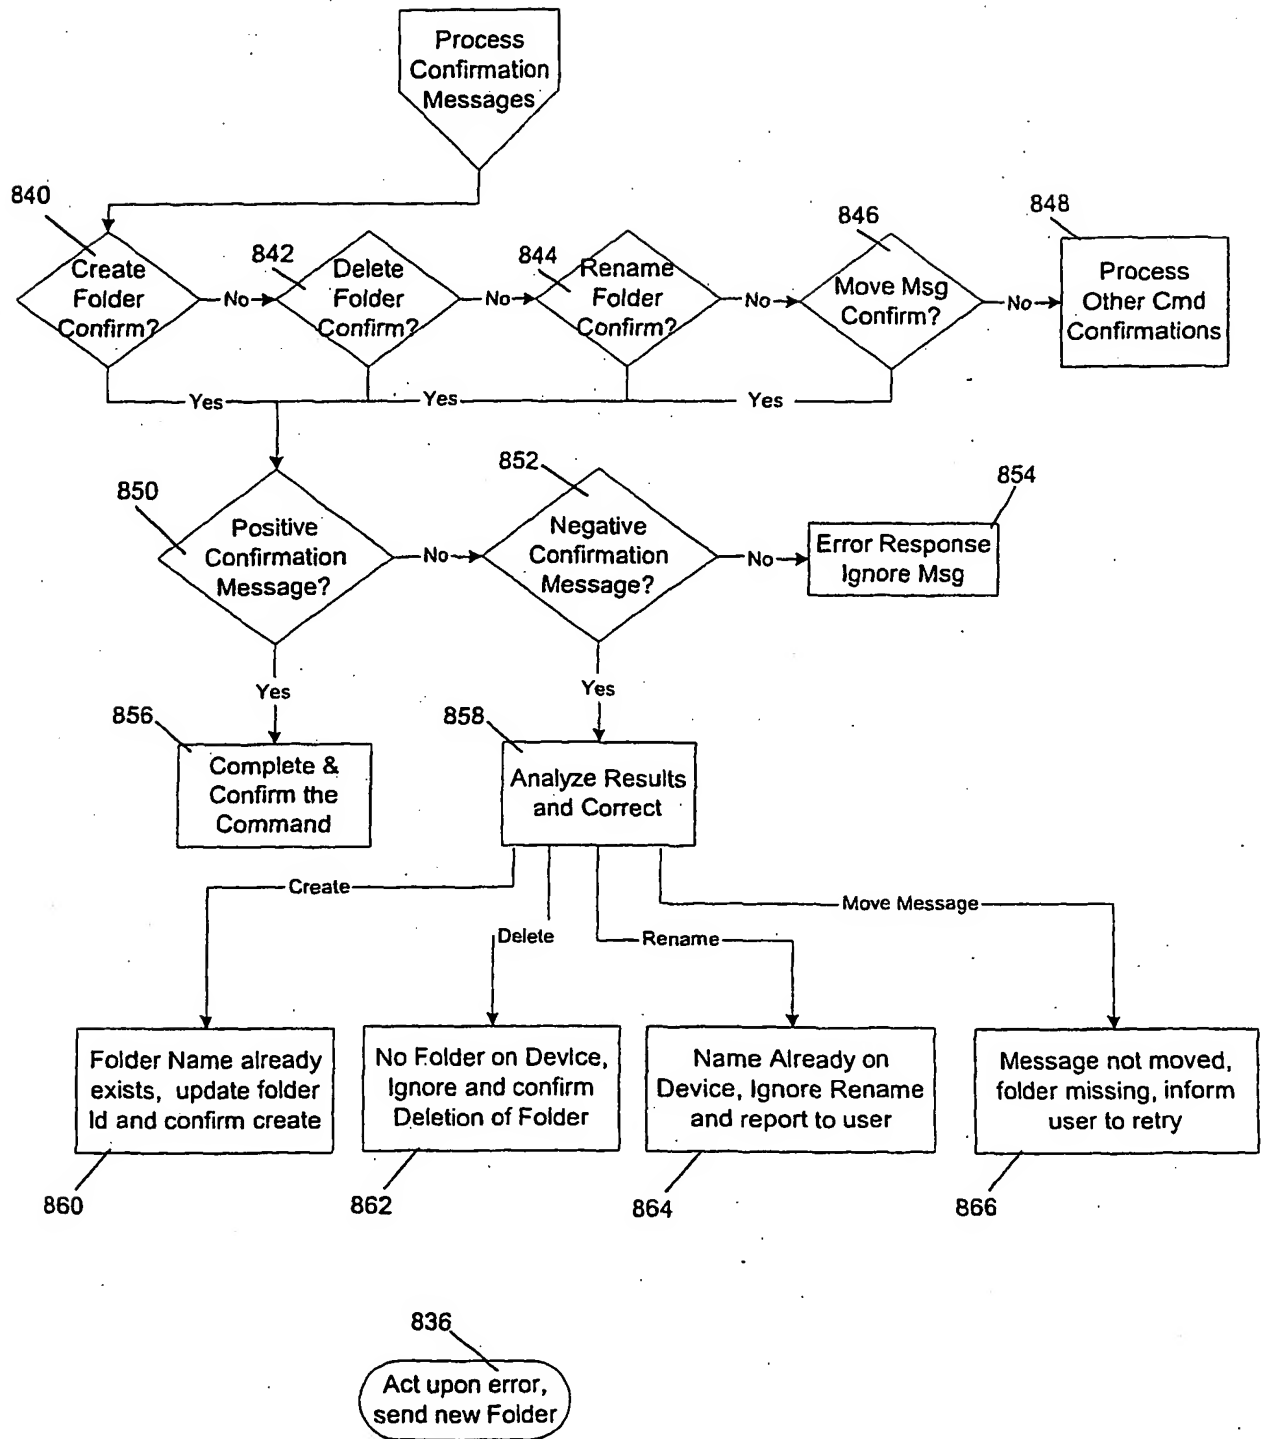 Process
Confirmation
Messages
840
842
844
846
848
Create
Folder
Confirm?
No
Delete
Folder
Confirm?
No
Rename
Folder
Confirm?
No
Move Msg
Confirm?
No
Process
Other Cmd
Confirmations
Yes
Yes
Yes
850
852
854
Positive
Confirmation
Message?
No
Negative
Confirmation
Message?
No
Error Response
Ignore Msg
Yes
Yes
856
858
Complete &
Confirm the
Command
Analyze Results
and Correct
Create
Delete
Rename
Move Message
Folder Name already
exists, update folder
Id and confirm create
No Folder on Device,
Ignore and confirm
Deletion of Folder
Name Already on
Device, Ignore Rename
and report to user
Message not moved,
folder missing, inform
user to retry
860
862
864
866
836
Act upon error,
send new Folder